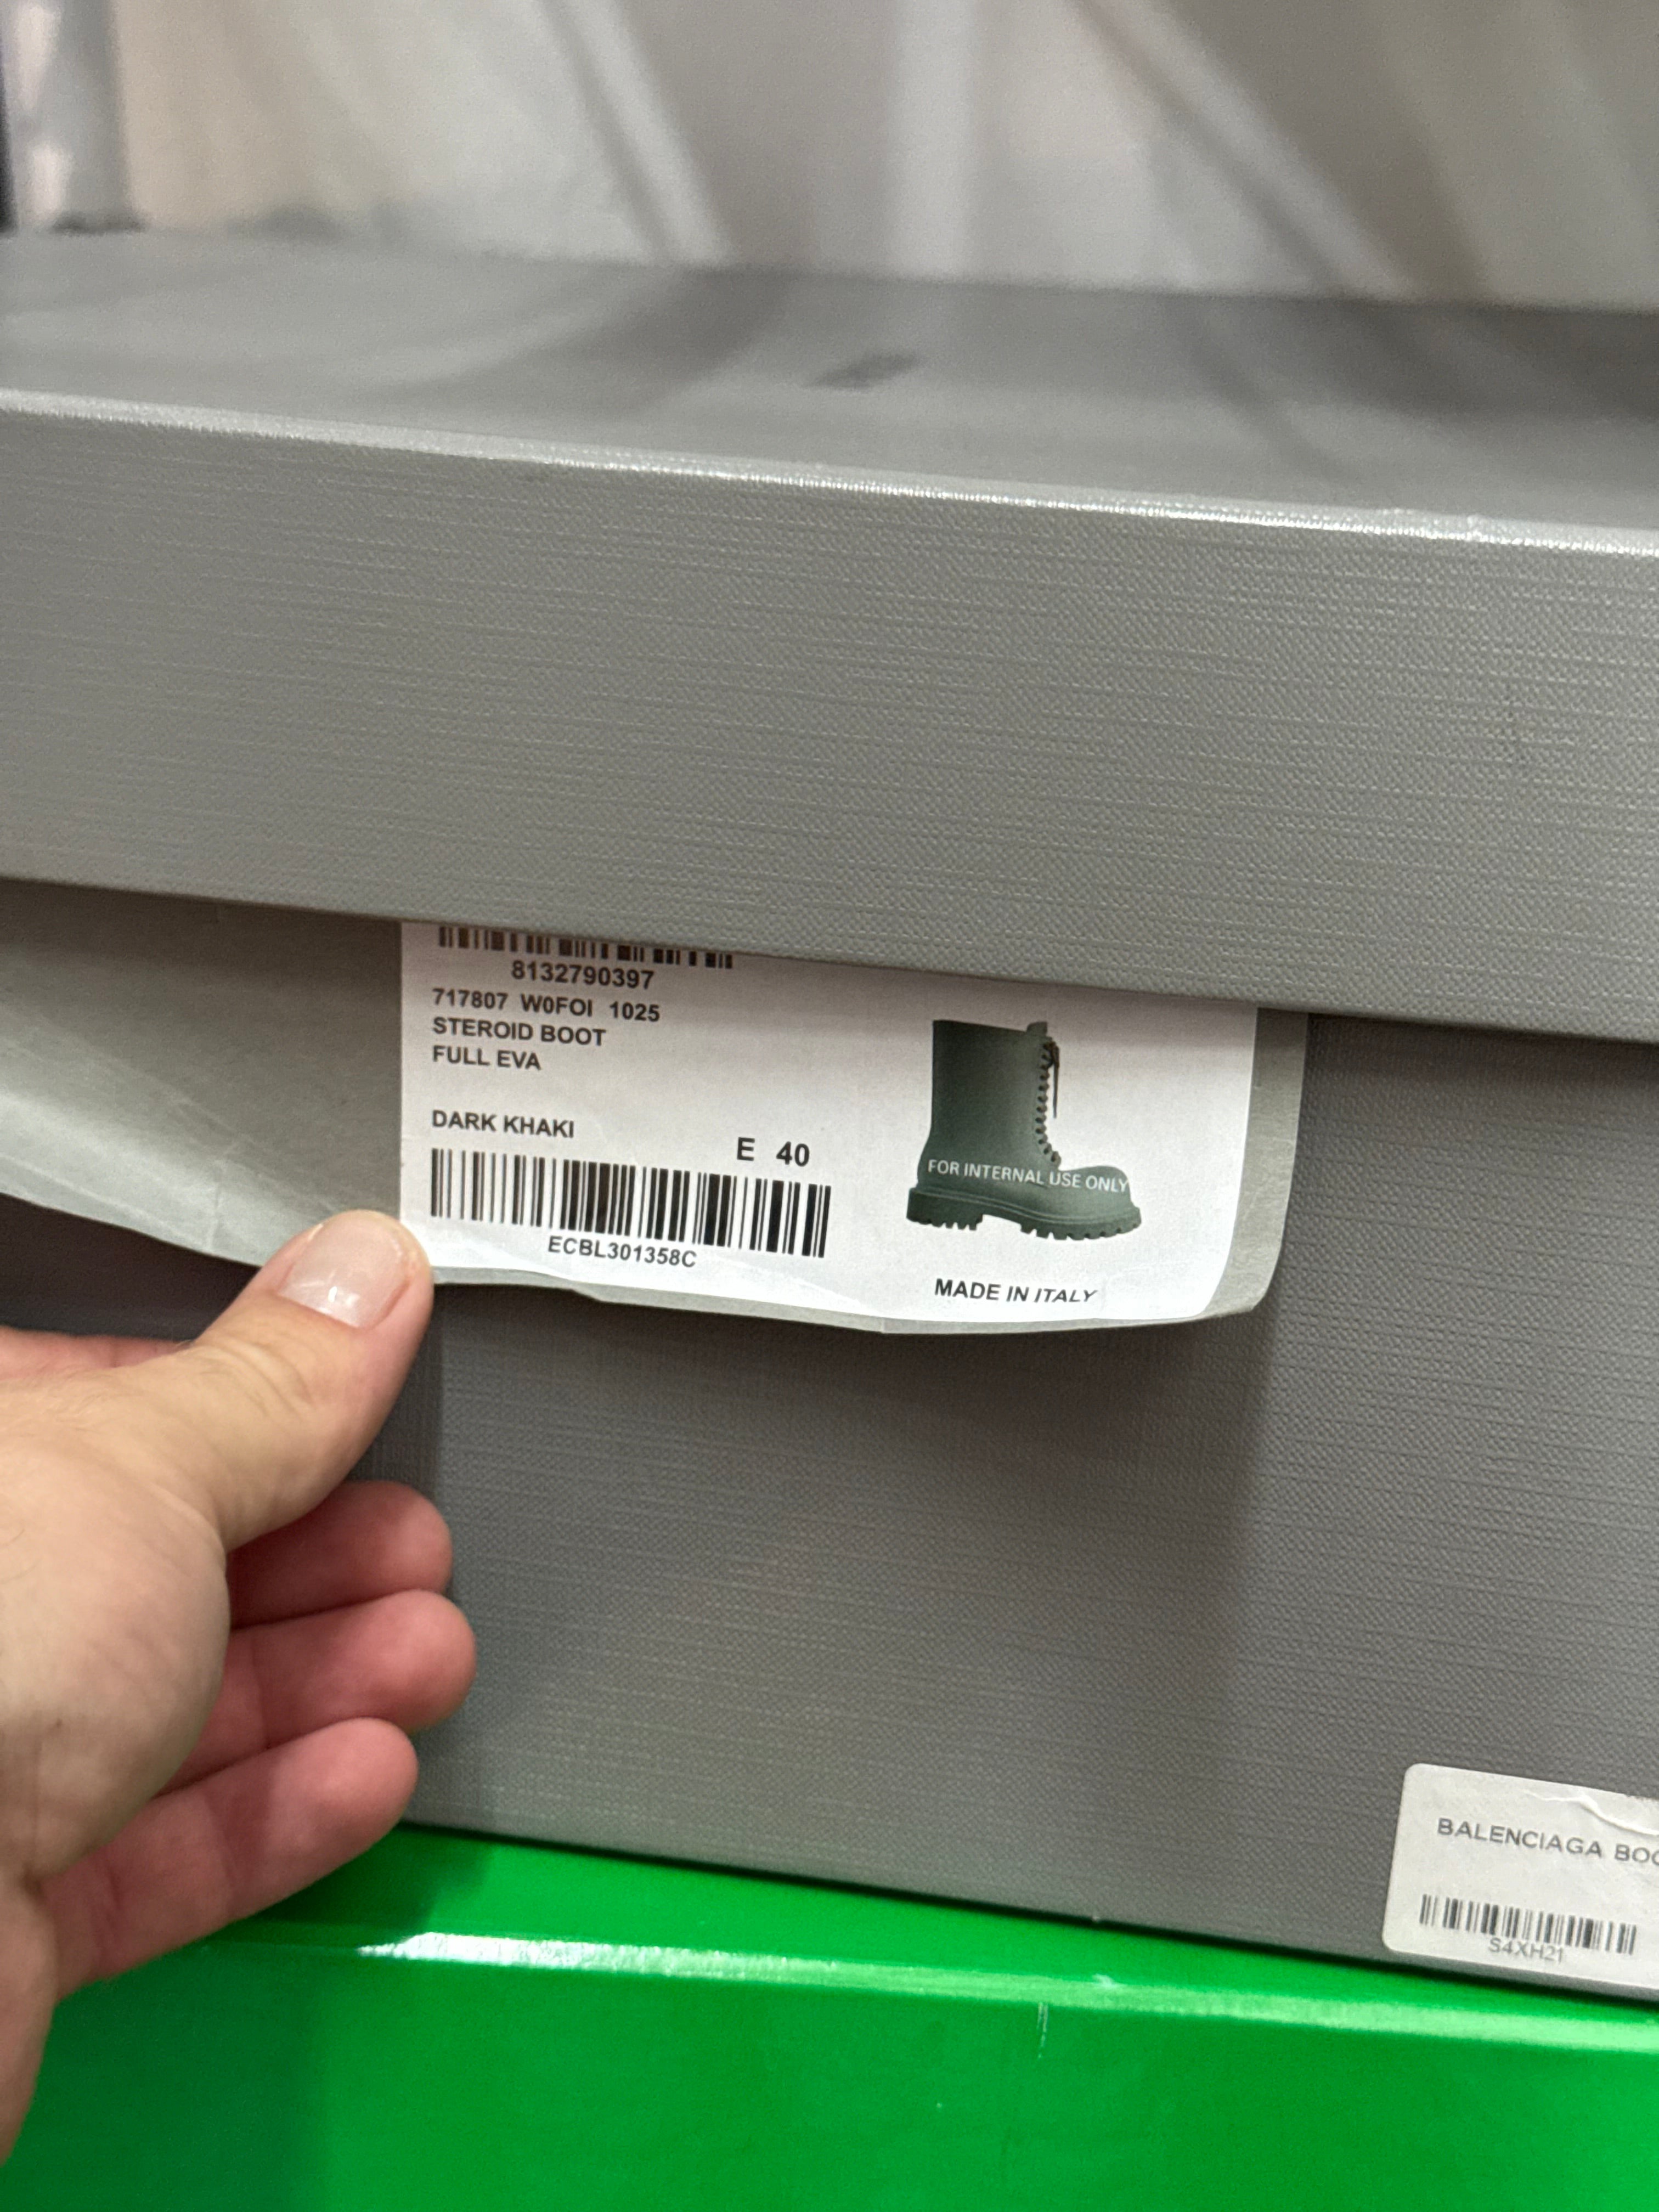 8132790397
717807 W0FOI 1025
STEROID BOOT
FULL EVA
DARK KHAKI
E 40
ECBL301358C
FOR INTERNAL USE ONLY
MADE IN ITALY
BALENCIAGA
S4XH21